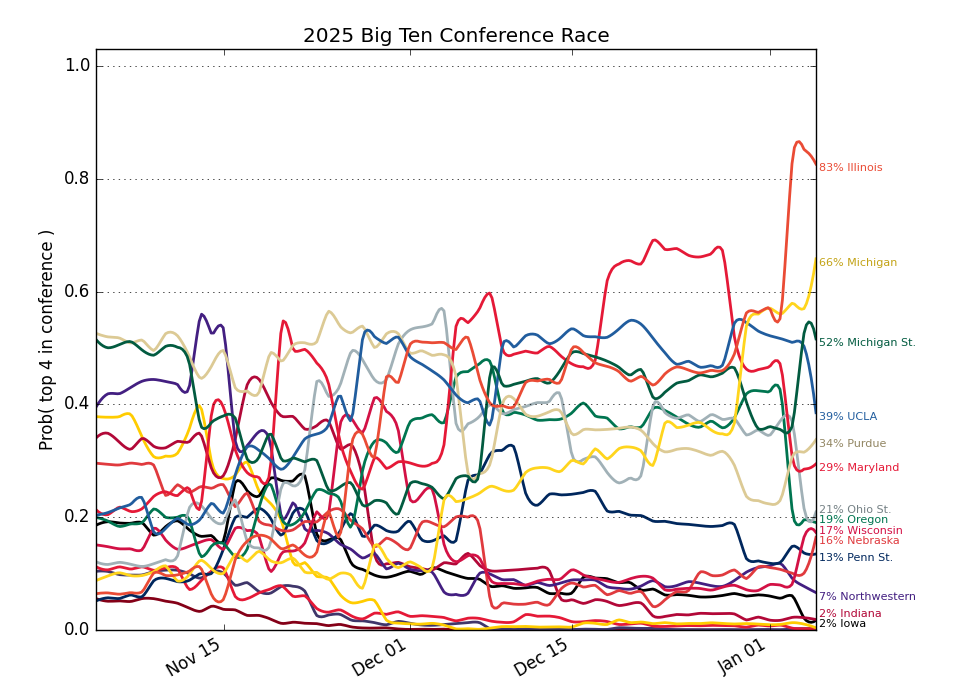 2025 Big Ten Conference Race
Prob( top 4 in conference )
1.0
0.8
0.6
0.4
0.2
0.0
Nov 15
Dec 01
Dec 15
Jan 01
83% Illinois
66% Michigan
52% Michigan St.
39% UCLA
34% Purdue
29% Maryland
21% Ohio St.
19% Oregon
17% Wisconsin
16% Nebraska
13% Penn St.
7% Northwestern
2% Indiana
2% Iowa